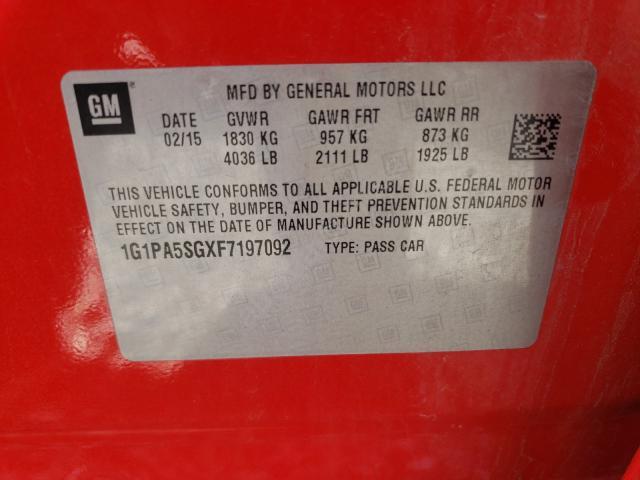 GM
MFD BY GENERAL MOTORS LLC
DATE GVWR GAWR FRT GAWR RR
02/15 1830 KG 957 KG 873 KG
4036 LB 2111 LB 1925 LB
THIS VEHICLE CONFORMS TO ALL APPLICABLE U.S. FEDERAL MOTOR
VEHICLE SAFETY, BUMPER, AND THEFT PREVENTION STANDARDS IN
EFFECT ON THE DATE OF MANUFACTURE SHOWN ABOVE.
1G1PA5SGXF7197092 TYPE: PASS CAR